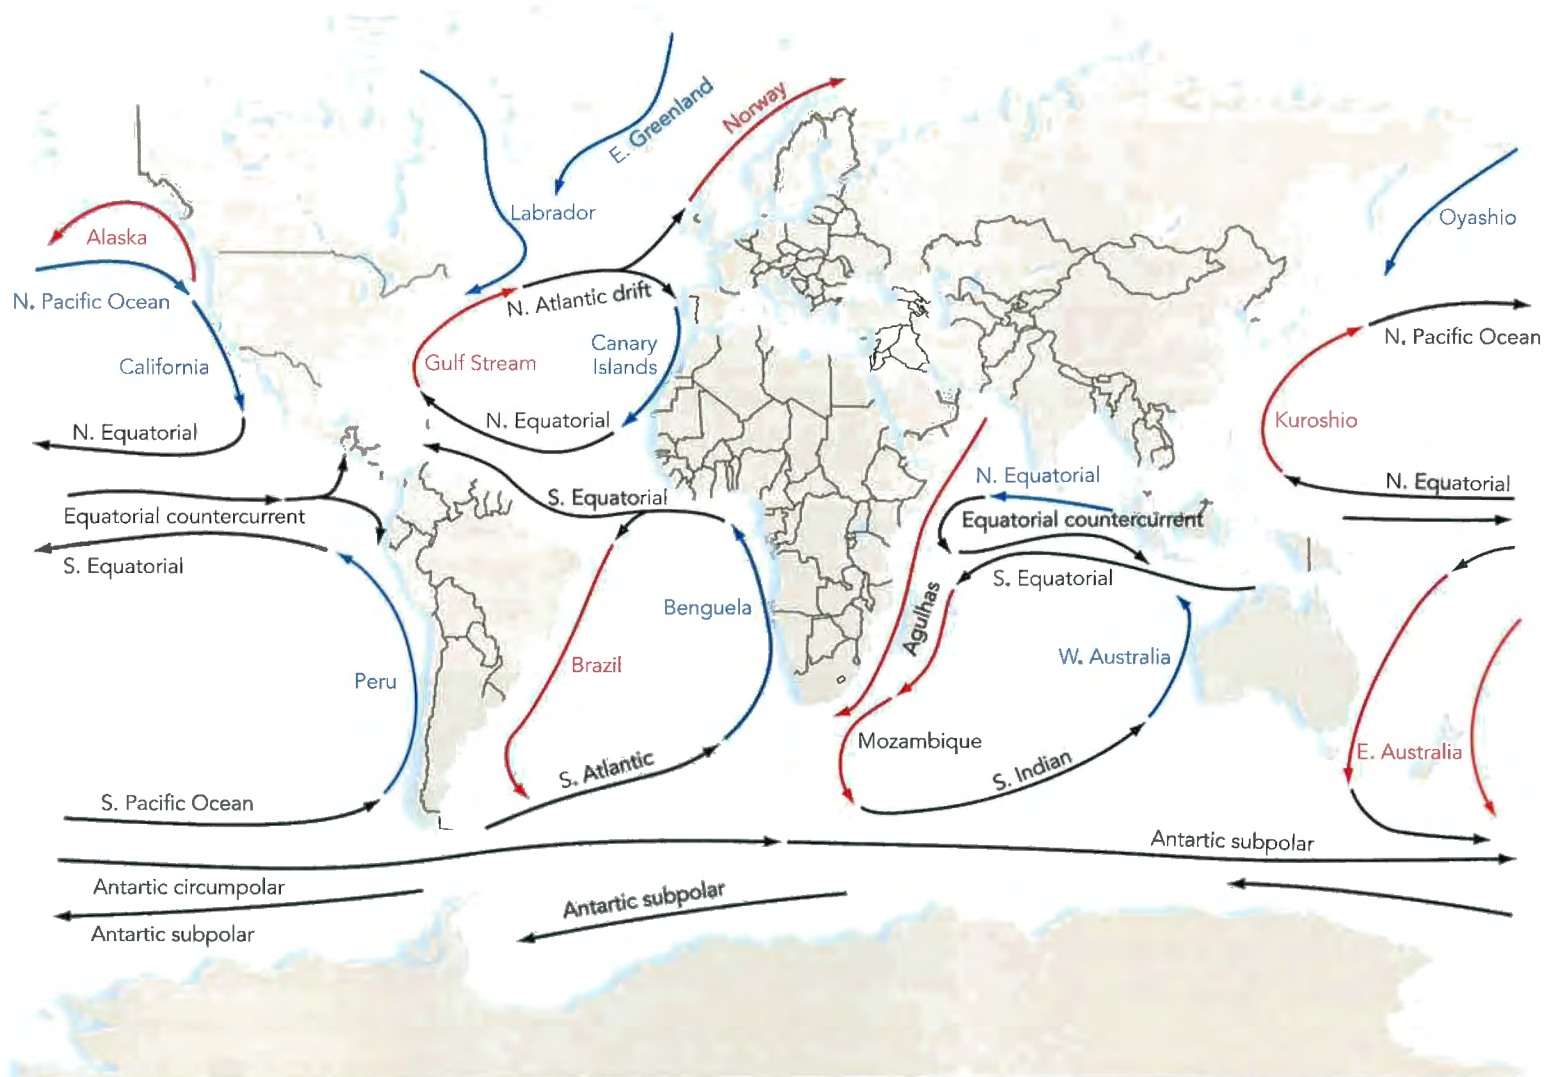 E. Greenland
Norway
Labrador
Oyashio
Alaska
N. Pacific Ocean
N. Atlantic drift
N. Pacific Ocean
California
Gulf Stream
Canary
Islands
N. Equatorial
N. Equatorial
Kuroshio
N. Equatorial
N. Equatorial
Equatorial countercurrent
S. Equatorial
Equatorial countercurrent
S. Equatorial
S. Equatorial
Benguela
Agulhas
W. Australia
Peru
Brazil
Mozambique
E. Australia
S. Atlantic
S. Indian
S. Pacific Ocean
Antartic subpolar
Antartic circumpolar
Antartic subpolar
Antartic subpolar